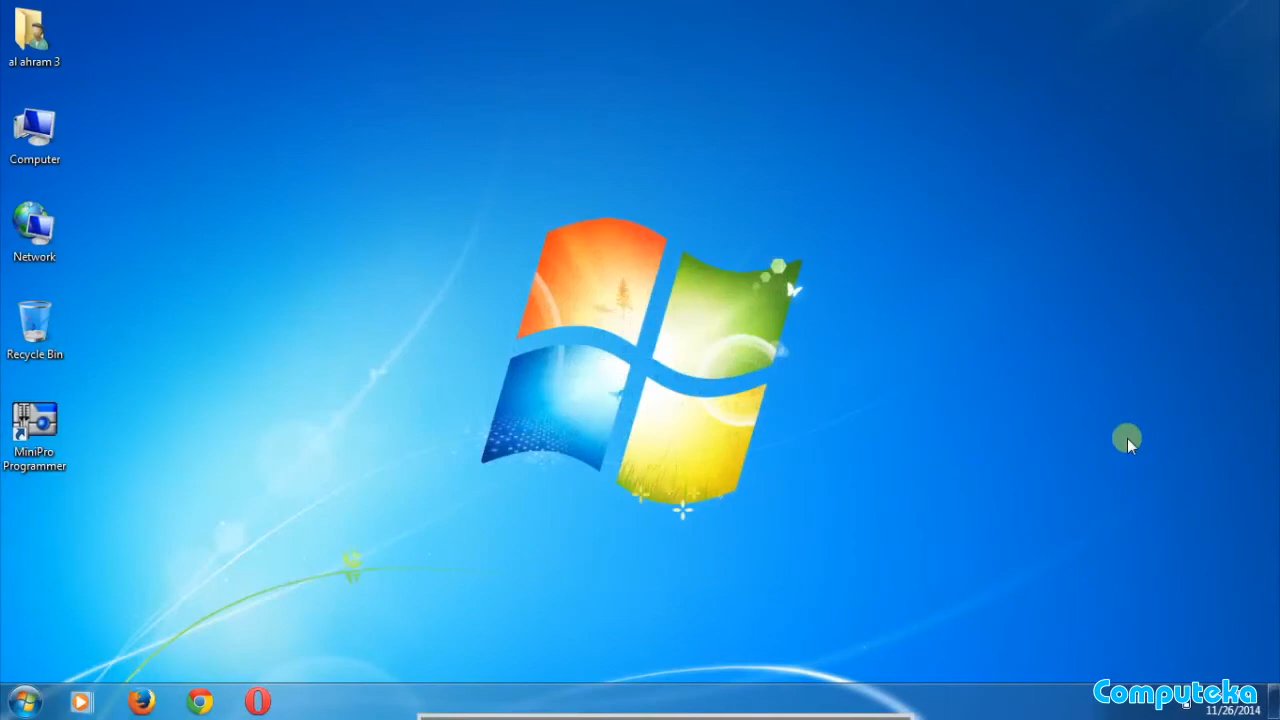 al ahram 3
Computer
Network
Recycle Bin
MiniPro
Programmer
Computeka
11/26/2014